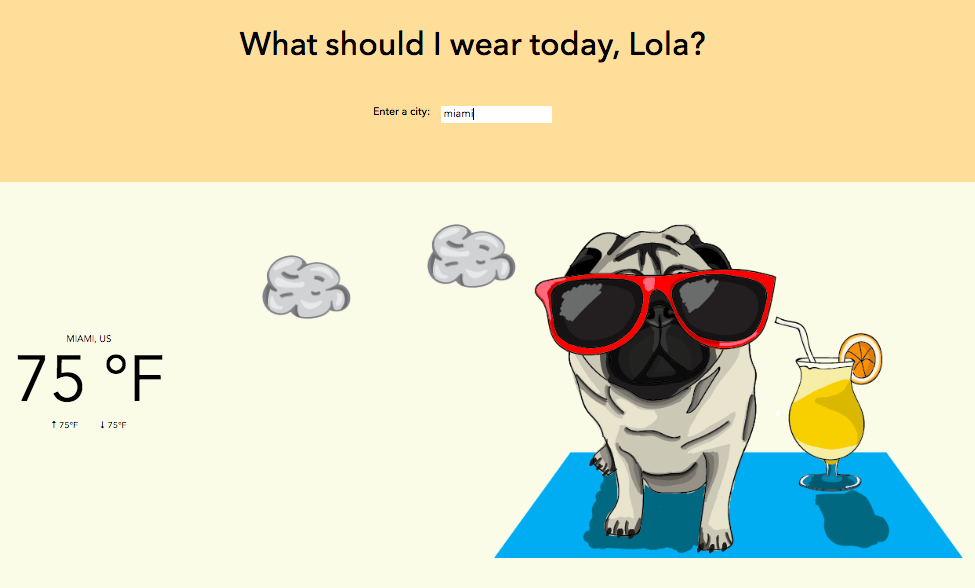 What should I wear today, Lola?
Enter a city: miami
MIAMI, US
75 °F
↑ 75°F ↓ 75°F